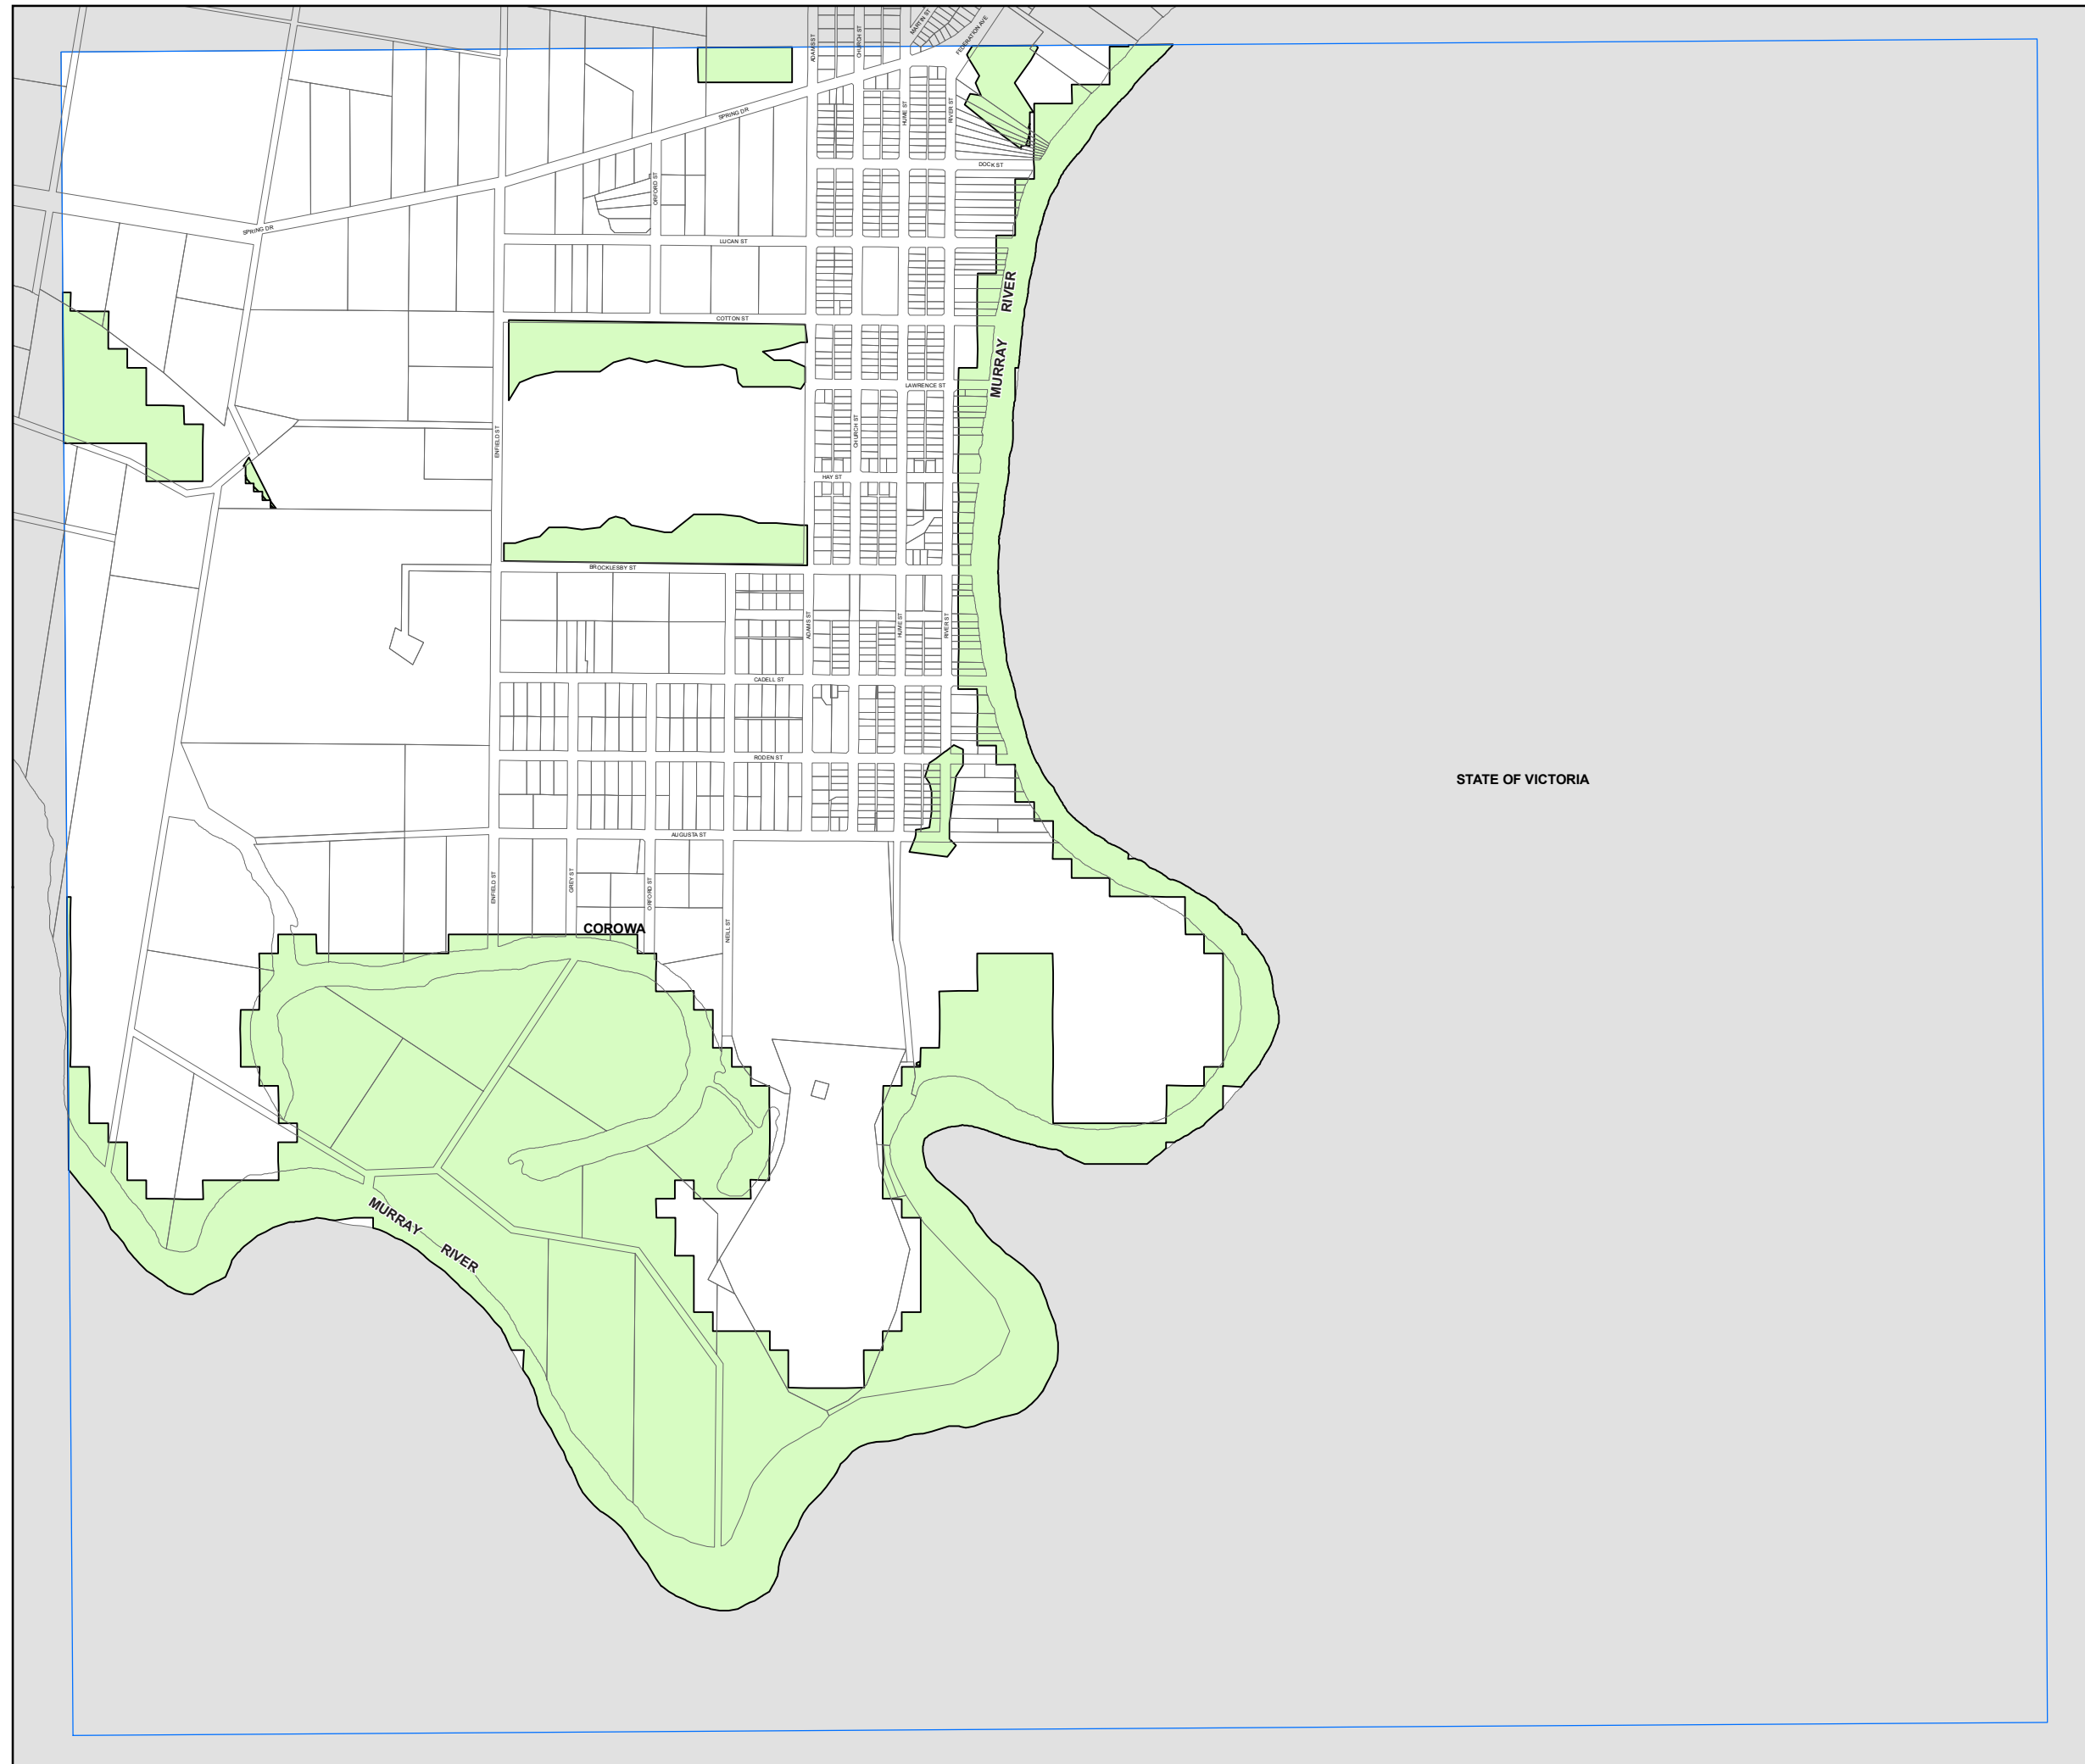 ADAMS ST
CHURCH ST
MARTIN ST
FEDERATION AVE
SPRING DR
HUME ST
RIVER ST
DOCK ST
ORFORD ST
SPRING DR
LUCAN ST
RIVER
MURRAY
COTTON ST
LAWRENCE ST
ENFIELD ST
CHURCH ST
HAY ST
BROCKLESBY ST
ADAMS ST
HUME ST
RIVER ST
CADELL ST
RODEN ST
STATE OF VICTORIA
AUGUSTA ST
ENFIELD ST
GREY ST
ORFORD ST
NEILL ST
COROWA
MURRAY
RIVER